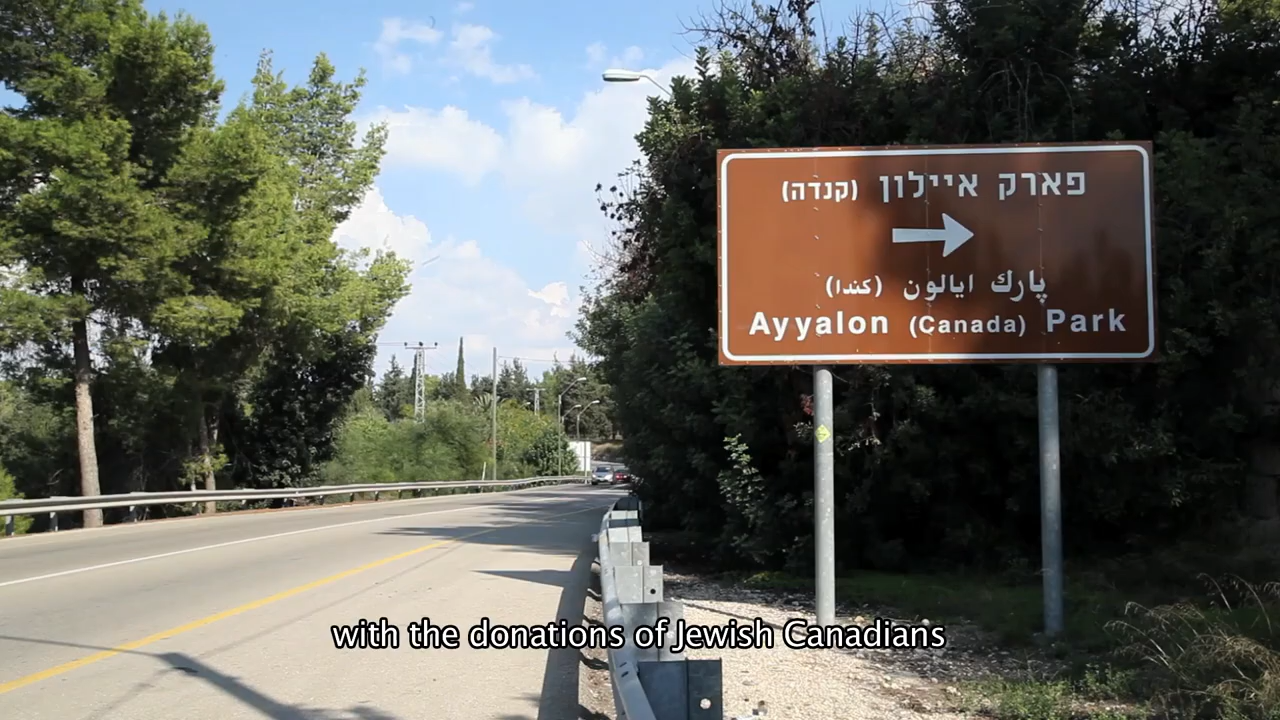 פארק איילון (קנדה)
پارك ايالون (كندا)
Ayyalon (Canada) Park
with the donations of Jewish Canadians